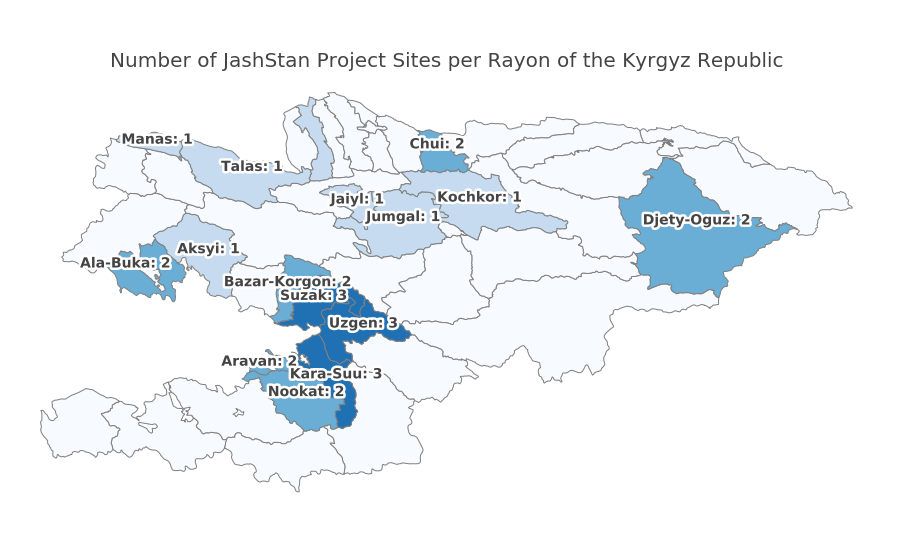 Number of JashStan Project Sites per Rayon of the Kyrgyz Republic
Manas: 1
Chui: 2
Talas: 1
Jaiyl: 1
Kochkor: 1
Jumgal: 1
Djety-Oguz: 2
Aksyi: 1
Ala-Buka: 2
Bazar-Korgon: 2
Suzak: 3
Uzgen: 3
Aravan: 2
Kara-Suu: 3
Nookat: 2